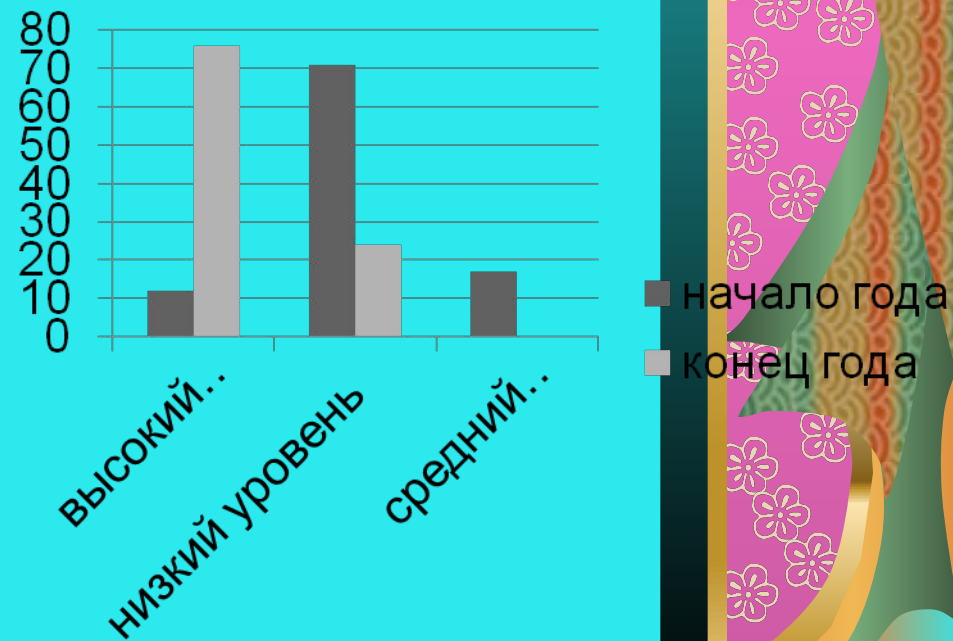 80
70
60
50
40
30
20
10
0
высокий..
низкий уровень
средний..
начало года
конец года